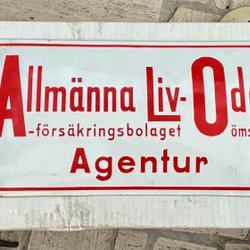 Allmänna Liv- Od
-försäkringsbolaget öms
Agentur